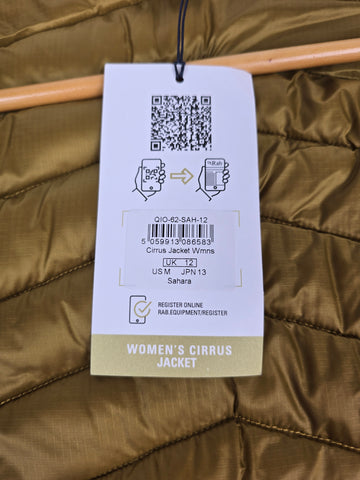 Rab
QIO-62-SAH-12
5 059913 086583
Cirrus Jacket Wmns
UK 12
US M JPN 13
Sahara
REGISTER ONLINE
RAB.EQUIPMENT/REGISTER
WOMEN'S CIRRUS
JACKET